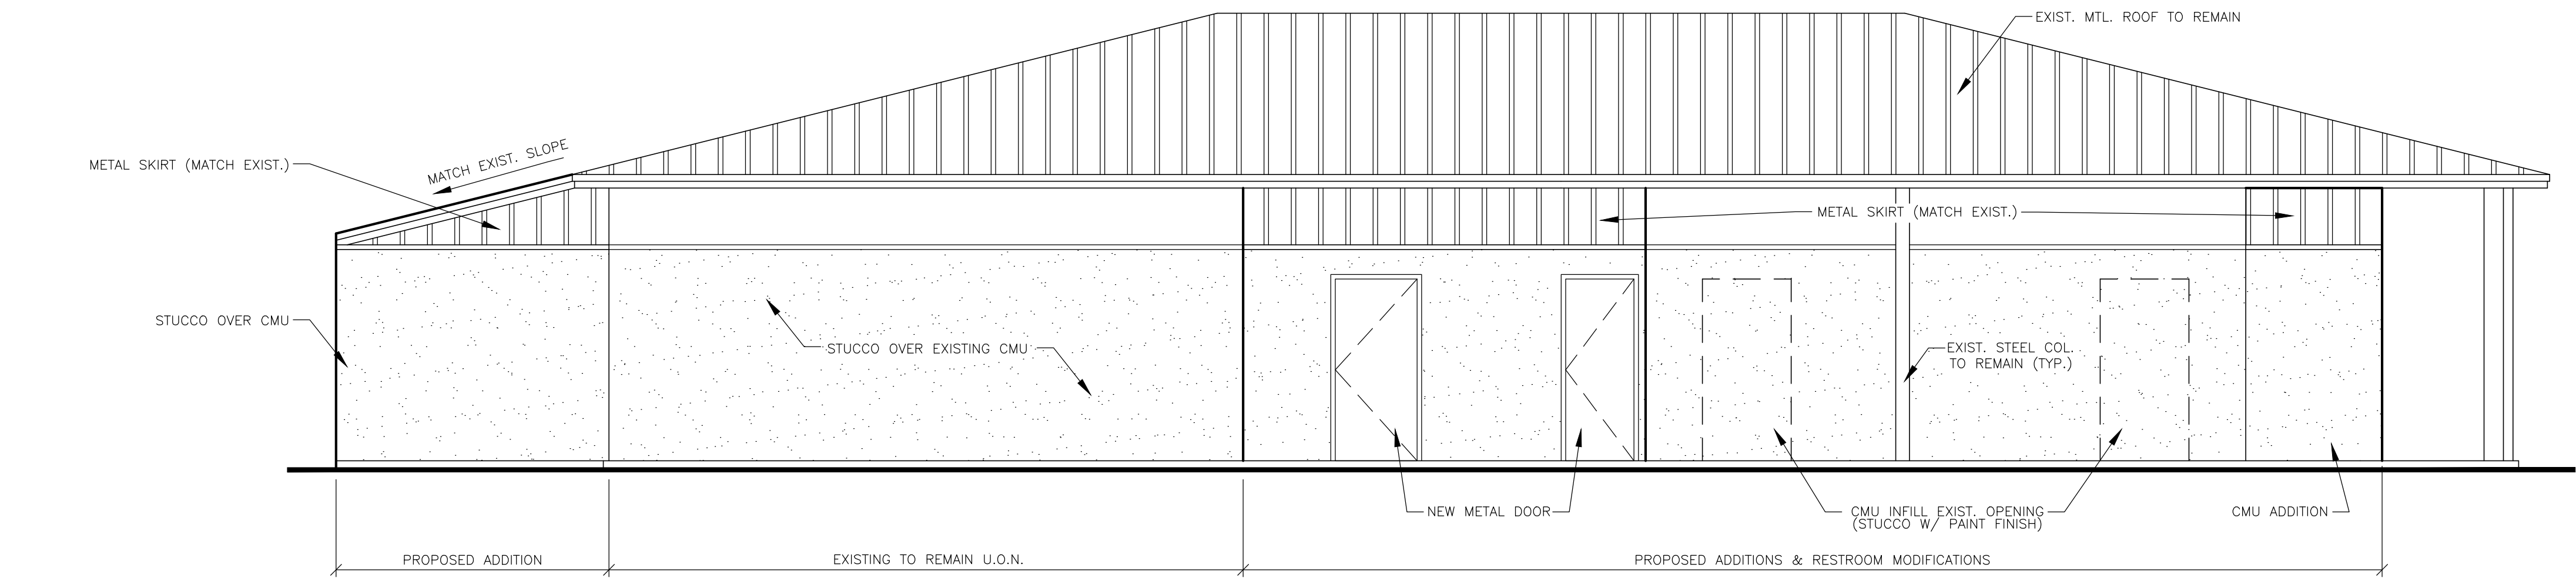 EXIST. MTL. ROOF TO REMAIN
MATCH EXIST. SLOPE
METAL SKIRT (MATCH EXIST.)
METAL SKIRT (MATCH EXIST.)
STUCCO OVER CMU
STUCCO OVER EXISTING CMU
EXIST. STEEL COL.
TO REMAIN (TYP.)
NEW METAL DOOR
CMU INFILL EXIST. OPENING
(STUCCO W/ PAINT FINISH)
CMU ADDITION
PROPOSED ADDITION
EXISTING TO REMAIN U.O.N.
PROPOSED ADDITIONS & RESTROOM MODIFICATIONS